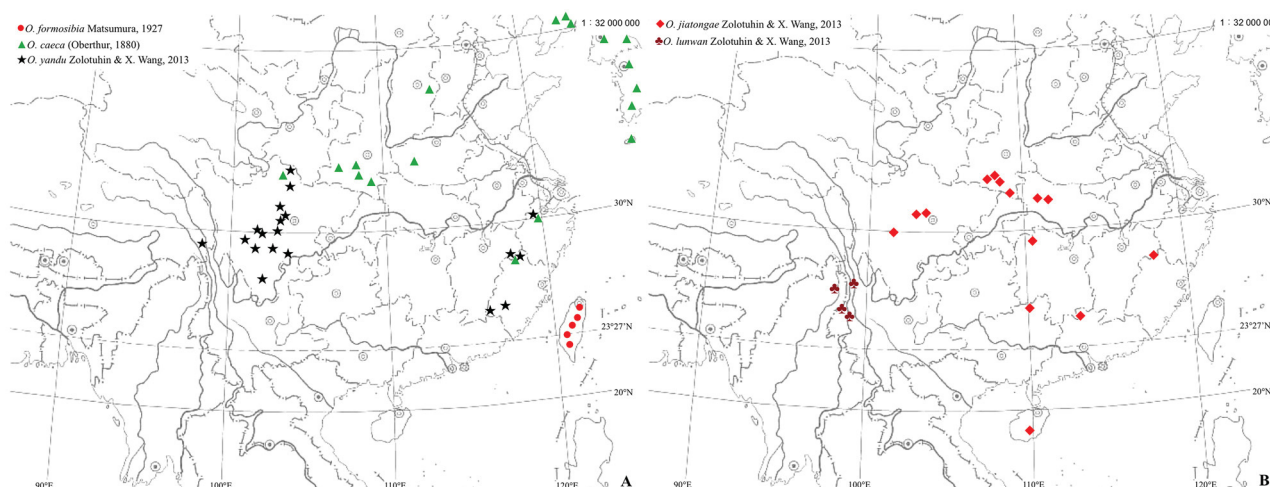 O. formosibia Matsumura, 1927
O. caeca (Oberthur, 1880)
O. yandu Zolotuhin & X. Wang, 2013
1 : 32 000 000
30°N
23°27'N
20°N
90°E
100°E
110°E
120°E
A
O. jiatongae Zolotuhin & X. Wang, 2013
O. lunwan Zolotuhin & X. Wang, 2013
1 : 32 000 000
30°N
23°27'N
20°N
90°E
100°E
110°E
120°E
B